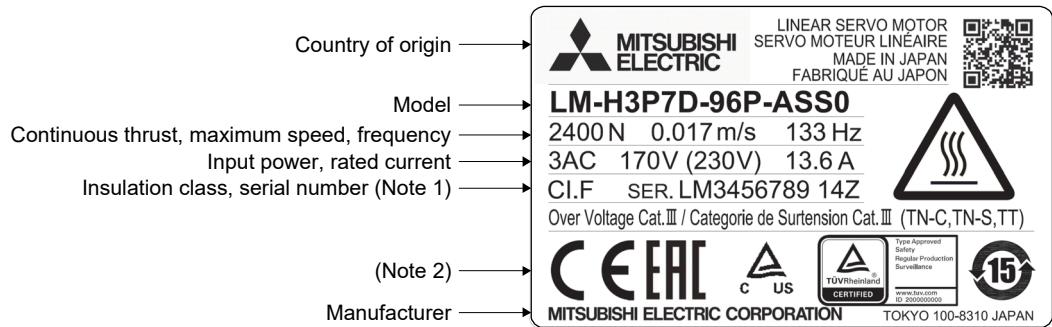 Country of origin
MITSUBISHI
ELECTRIC
LINEAR SERVO MOTOR
SERVO MOTEUR LINÉAIRE
MADE IN JAPAN
FABRIQUÉ AU JAPON
Model
LM-H3P7D-96P-ASS0
Continuous thrust, maximum speed, frequency
2400 N 0.017 m/s 133 Hz
Input power, rated current
3AC 170V (230V) 13.6 A
Insulation class, serial number (Note 1)
CI.F SER. LM3456789 14Z
Over Voltage Cat.Ⅲ / Categorie de Surtension Cat.Ⅲ (TN-C,TN-S,TT)
(Note 2)
CE EAC
C US
TÜVRheinland ®
CERTIFIED
Type Approved
Safety
Regular Production
Surveillance
www.tuv.com
ID 2000000000
15
Manufacturer
MITSUBISHI ELECTRIC CORPORATION TOKYO 100-8310 JAPAN